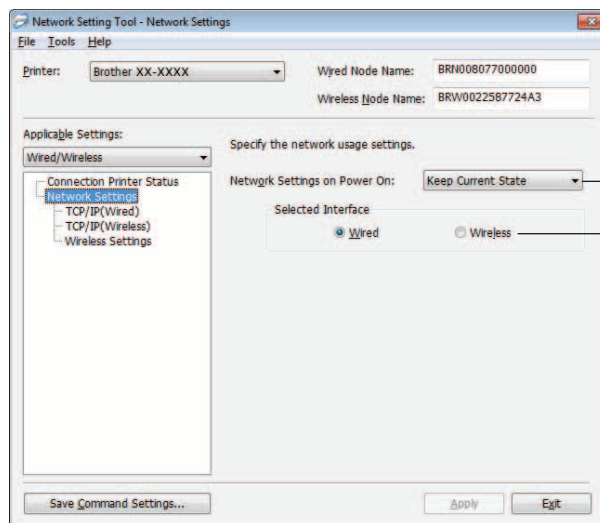 Network Setting Tool - Network Settings
File Tools Help
Printer: Brother XX-XXXX Wired Node Name: BRN008077000000
Wireless Node Name: BRW0022587724A3
Applicable Settings:
Wired/Wireless
Connection Printer Status
Network Settings
TCP/IP(Wired)
TCP/IP(Wireless)
Wireless Settings
Specify the network usage settings.
Network Settings on Power On: Keep Current State
Selected Interface
Wired Wireless
Save Command Settings... Apply Exit